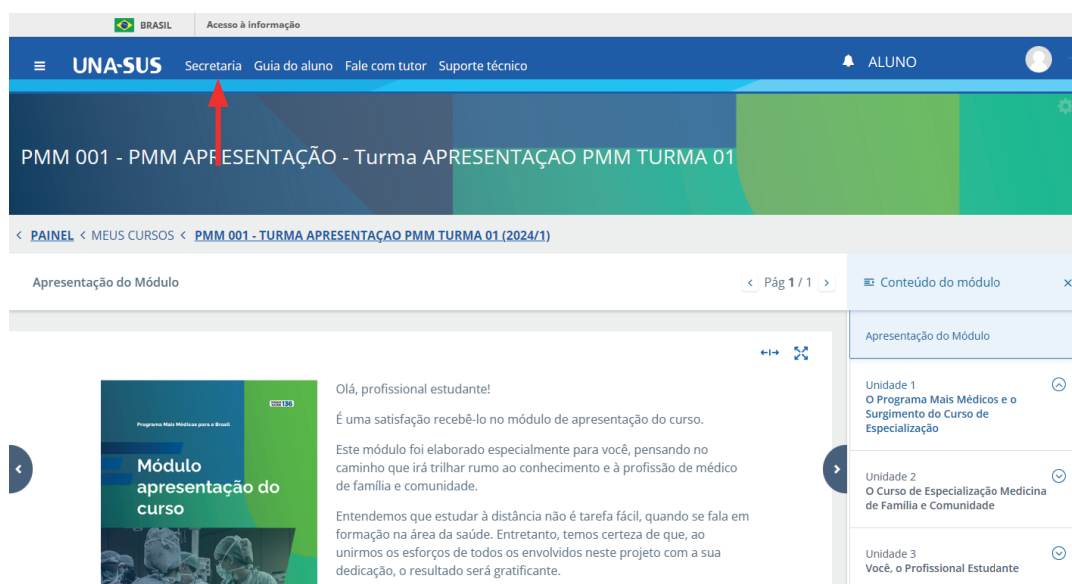 BRASIL Acesso à informação
UNA-SUS Secretaria Guia do aluno Fale com tutor Suporte técnico ALUNO
PMM 001 - PMM APRESENTAÇÃO - Turma APRESENTAÇAO PMM TURMA 01
< PAINEL < MEUS CURSOS < PMM 001 - TURMA APRESENTAÇAO PMM TURMA 01 (2024/1)
Apresentação do Módulo
< Pág 1 / 1 >
Olá, profissional estudante!
É uma satisfação recebê-lo no módulo de apresentação do curso.
Este módulo foi elaborado especialmente para você, pensando no
caminho que irá trilhar rumo ao conhecimento e à profissão de médico
de família e comunidade.
Entendemos que estudar à distância não é tarefa fácil, quando se fala em
formação na área da saúde. Entretanto, temos certeza de que, ao
unirmos os esforços de todos os envolvidos neste projeto com a sua
dedicação, o resultado será gratificante.
136
Programa Mais Médicos para o Brasil
Módulo
apresentação do
curso
Conteúdo do módulo
Apresentação do Módulo
Unidade 1
O Programa Mais Médicos e o
Surgimento do Curso de
Especialização
Unidade 2
O Curso de Especialização Medicina
de Família e Comunidade
Unidade 3
Você, o Profissional Estudante